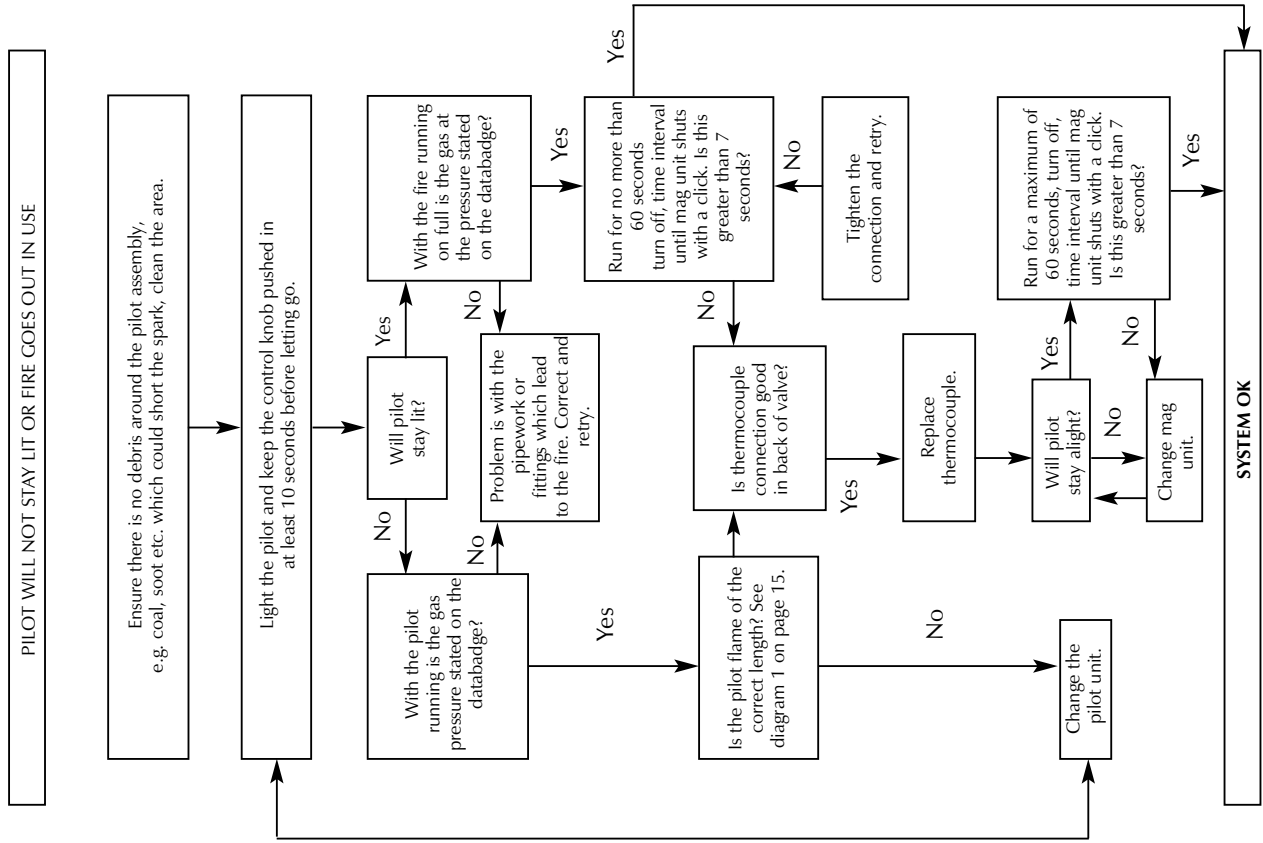 PILOT WILL NOT STAY LIT OR FIRE GOES OUT IN USE
Ensure there is no debris around the pilot assembly,
e.g. coal, soot etc. which could short the spark, clean the area.
Light the pilot and keep the control knob pushed in
at least 10 seconds before letting go.
Will pilot
stay lit?
No
Yes
With the pilot
running is the gas
pressure stated on the
databadge?
With the fire running
on full is the gas at
the pressure stated
on the databadge?
No
No
Problem is with the
pipework or
fittings which lead
to the fire. Correct and
retry.
Yes
Yes
Is the pilot flame of the
correct length? See
diagram 1 on page 15.
Run for no more than
60 seconds
turn off, time interval
until mag unit shuts
with a click. Is this
greater than 7
seconds?
Yes
No
Is thermocouple
connection good
in back of valve?
No
Tighten the
connection and retry.
Yes
No
Replace
thermocouple.
Will pilot
stay alight?
Yes
Run for a maximum of
60 seconds, turn off,
time interval until mag
unit shuts with a click.
Is this greater than 7
seconds?
No
No
Change the
pilot unit.
Change mag
unit.
Yes
SYSTEM OK